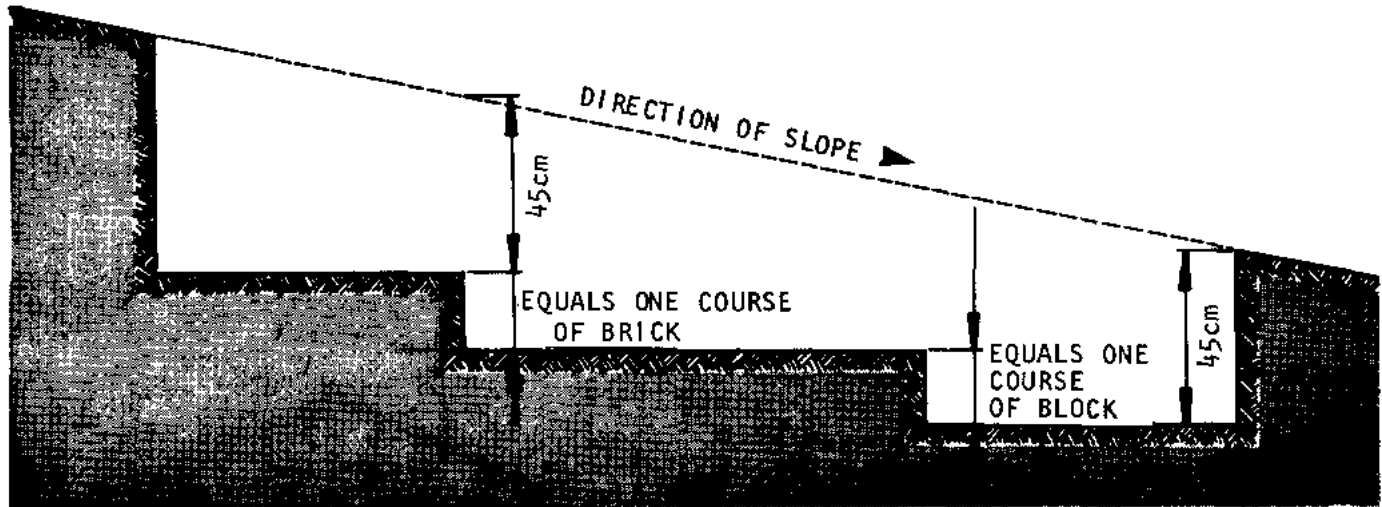 DIRECTION OF SLOPE
45cm
EQUALS ONE COURSE
OF BRICK
EQUALS ONE
COURSE
OF BLOCK
45cm